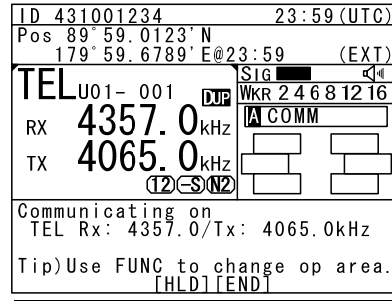 ID 431001234 23:59(UTC)
Pos 89°59.0123'N
179°59.6789'E@23:59 (EXT)
TEL U01- 001 DUP
SIG
WKR 2 4 6 8 12 16
A COMM
RX 4357.0kHz
TX 4065.0kHz
12 -S N2
Communicating on
TEL Rx: 4357.0/Tx: 4065.0kHz
Tip)Use FUNC to change op area.
[HLD][END]